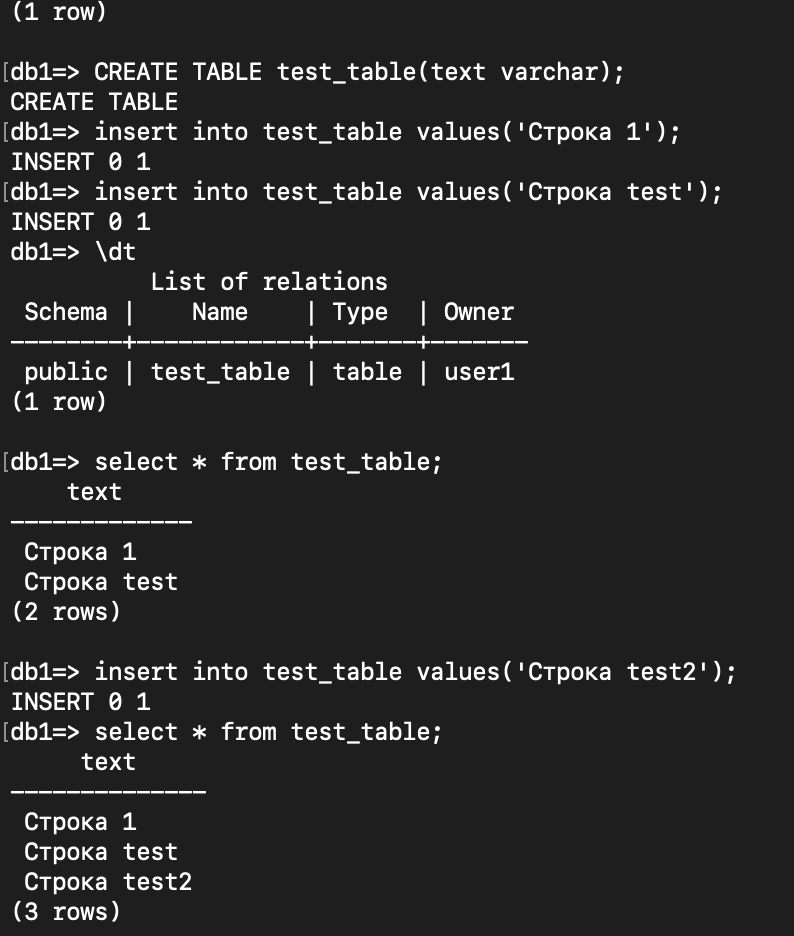 (1 row)
[db1=> CREATE TABLE test_table(text varchar);
CREATE TABLE
[db1=> insert into test_table values('Строка 1');
INSERT 0 1
[db1=> insert into test_table values('Строка test');
INSERT 0 1
db1=> \dt
List of relations
Schema | Name | Type | Owner
--------+------------+-------+-------
public | test_table | table | user1
(1 row)
[db1=> select * from test_table;
text
-------------
Строка 1
Строка test
(2 rows)
[db1=> insert into test_table values('Строка test2');
INSERT 0 1
[db1=> select * from test_table;
text
--------------
Строка 1
Строка test
Строка test2
(3 rows)